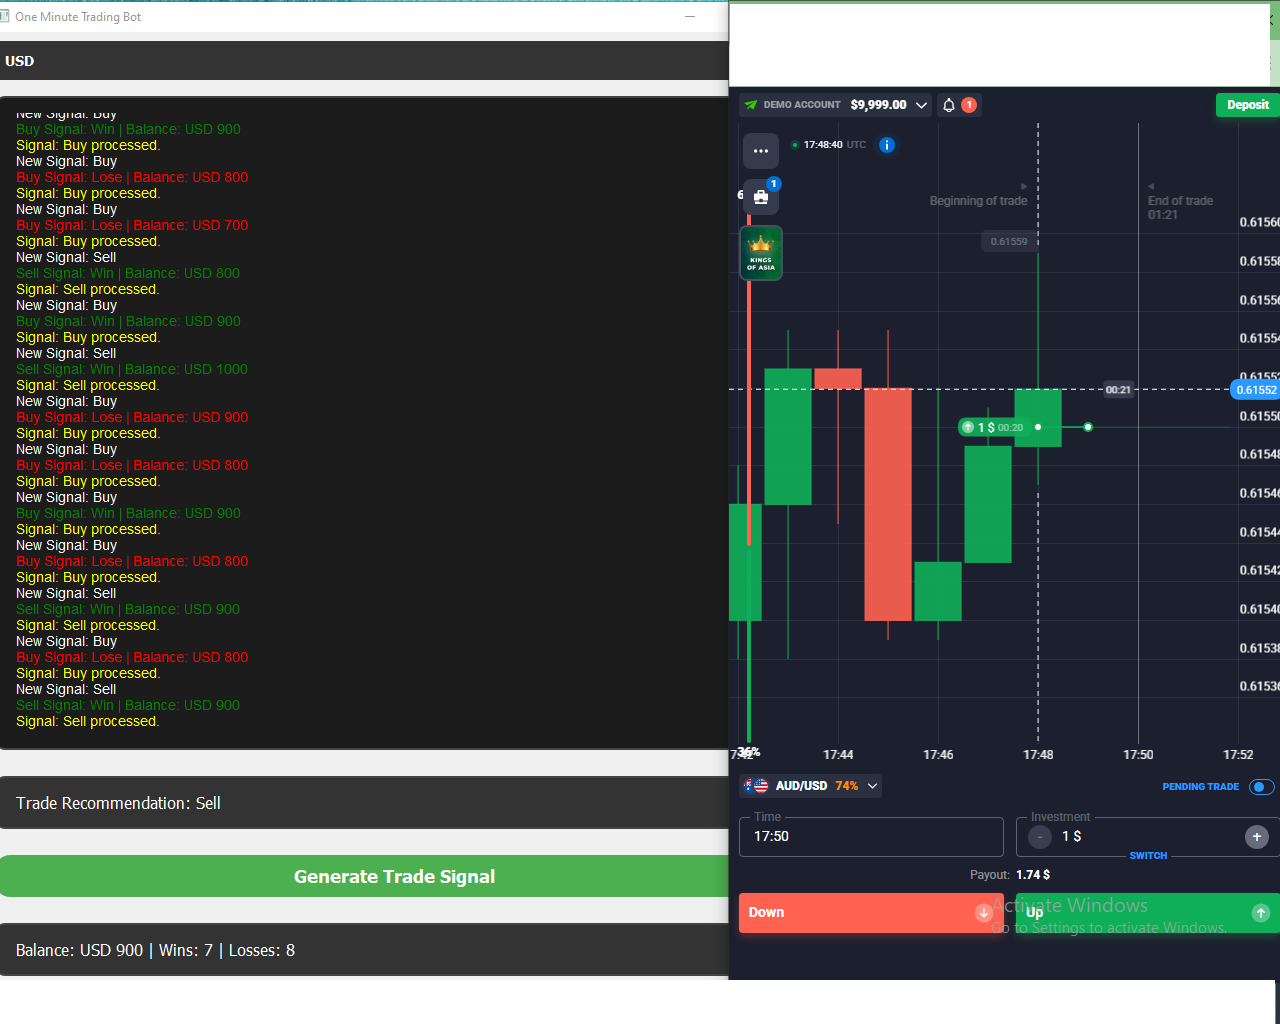 One Minute Trading Bot
USD
New Signal: Buy
Buy Signal: Win | Balance: USD 900
Signal: Buy processed.
New Signal: Buy
Buy Signal: Lose | Balance: USD 800
Signal: Buy processed.
New Signal: Buy
Buy Signal: Lose | Balance: USD 700
Signal: Buy processed.
New Signal: Sell
Sell Signal: Win | Balance: USD 800
Signal: Sell processed.
New Signal: Buy
Buy Signal: Win | Balance: USD 900
Signal: Buy processed.
New Signal: Sell
Sell Signal: Win | Balance: USD 1000
Signal: Sell processed.
New Signal: Buy
Buy Signal: Lose | Balance: USD 900
Signal: Buy processed.
New Signal: Buy
Buy Signal: Lose | Balance: USD 800
Signal: Buy processed.
New Signal: Buy
Buy Signal: Win | Balance: USD 900
Signal: Buy processed.
New Signal: Buy
Buy Signal: Lose | Balance: USD 800
Signal: Buy processed.
New Signal: Sell
Sell Signal: Win | Balance: USD 900
Signal: Sell processed.
New Signal: Buy
Buy Signal: Lose | Balance: USD 800
Signal: Buy processed.
New Signal: Sell
Sell Signal: Win | Balance: USD 900
Signal: Sell processed.
Trade Recommendation: Sell
Generate Trade Signal
Balance: USD 900 | Wins: 7 | Losses: 8
DEMO ACCOUNT $9,999.00 1 Deposit
17:48:40 UTC
1
KINGS
OF ASIA
Beginning of trade
End of trade
01:21
0.61559
0.61560
0.61558
0.61556
0.61554
0.61552
00:21 0.61552
0.61550
1 $ 00:20
0.61548
0.61546
0.61544
0.61542
0.61540
0.61538
0.61536
36%
17:44 17:46 17:48 17:50 17:52
AUD/USD 74%
PENDING TRADE
Time
17:50
Investment
- 1 $ +
SWITCH
Payout: 1.74 $
Down
Up
Activate Windows
Go to Settings to activate Windows.